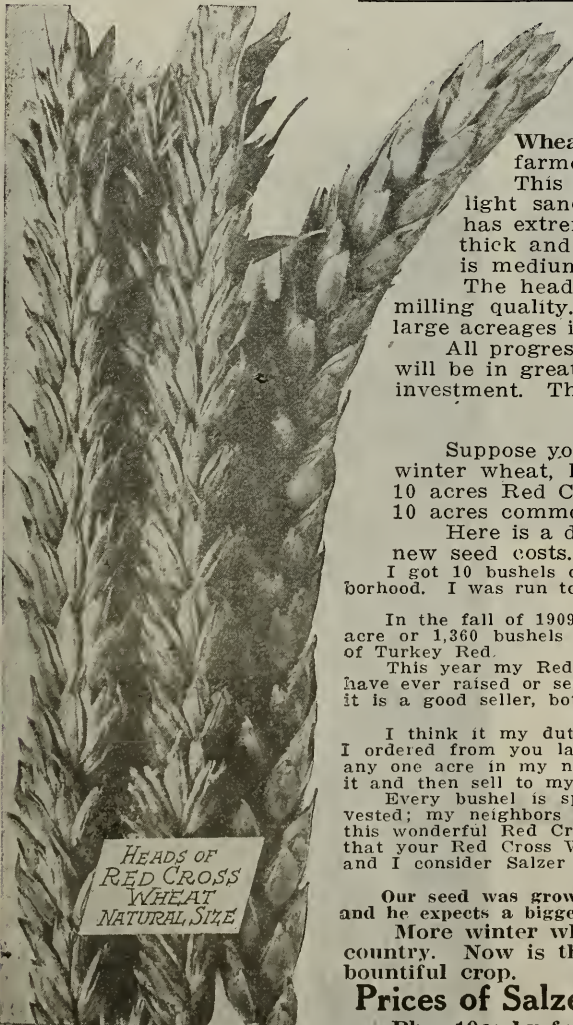 Whea
farme
This
light san
has extre
thick and
is medium
The head
milling quality.
large acreages i
All progres
will be in great
investment. Th
Suppose yo
winter wheat,
10 acres Red C
10 acres comme
Here is a d
new seed costs.
I got 10 bushels
borhood. I was run to
In the fall of 1909
acre or 1,360 bushels
of Turkey Red.
This year my Red
have ever raised or se
it is a good seller, bo
I think it my dut
I ordered from you la
any one acre in my n
it and then sell to my
Every bushel is sp
vested; my neighbors
this wonderful Red Cr
that your Red Cross
and I consider Salzer
Our seed was grow
and he expects a bigge
More winter wh
country. Now is th
bountiful crop.
Prices of Salze
HEADS OF
RED CROSS
WHEAT
NATURAL SIZE